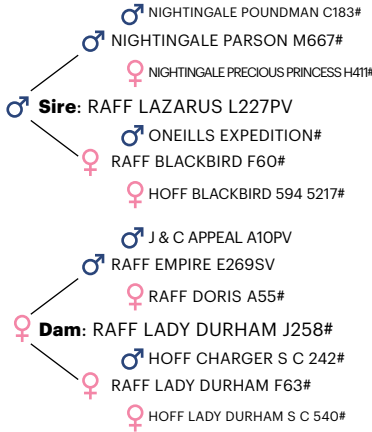 NIGHTINGALE POUNDMAN C183#
NIGHTINGALE PARSON M667#
NIGHTINGALE PRECIOUS PRINCESS H411#
Sire: RAFF LAZARUS L227PV
ONEILLS EXPEDITION#
RAFF BLACKBIRD F60#
HOFF BLACKBIRD 594 5217#
J & C APPEAL A10PV
RAFF EMPIRE E269SV
RAFF DORIS A55#
Dam: RAFF LADY DURHAM J258#
HOFF CHARGER S C 242#
RAFF LADY DURHAM F63#
HOFF LADY DURHAM S C 540#